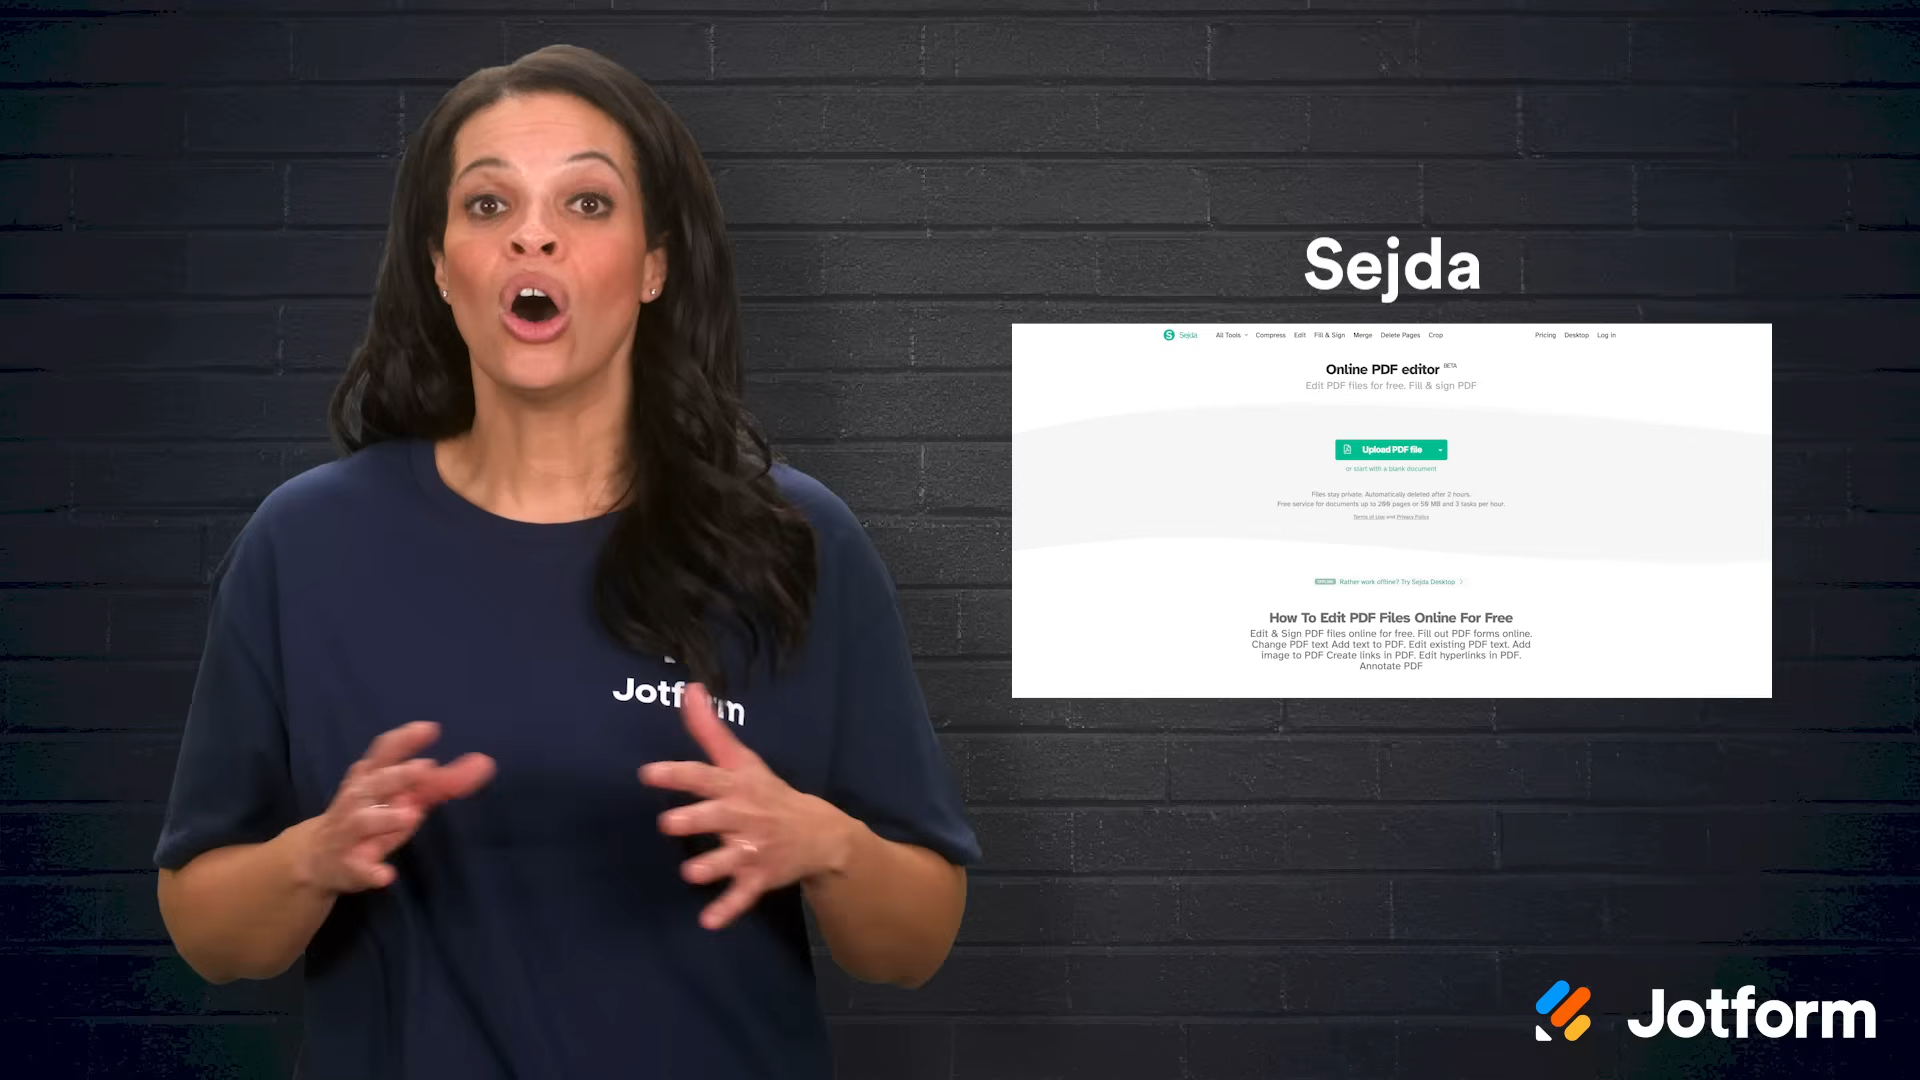 Sejda
Sejda All Tools Compress Edit Fill & Sign Merge Delete Pages Crop Pricing Desktop Log in
Online PDF editor BETA
Edit PDF files for free. Fill & sign PDF
Upload PDF file
or start with a blank document
Files stay private. Automatically deleted after 2 hours.
Free service for documents up to 200 pages or 50 MB and 3 tasks per hour.
Terms of Use and Privacy Policy
OFFLINE Rather work offline? Try Sejda Desktop
How To Edit PDF Files Online For Free
Edit & Sign PDF files online for free. Fill out PDF forms online.
Change PDF text Add text to PDF. Edit existing PDF text. Add
image to PDF Create links in PDF. Edit hyperlinks in PDF.
Annotate PDF
Jotform
Jotform